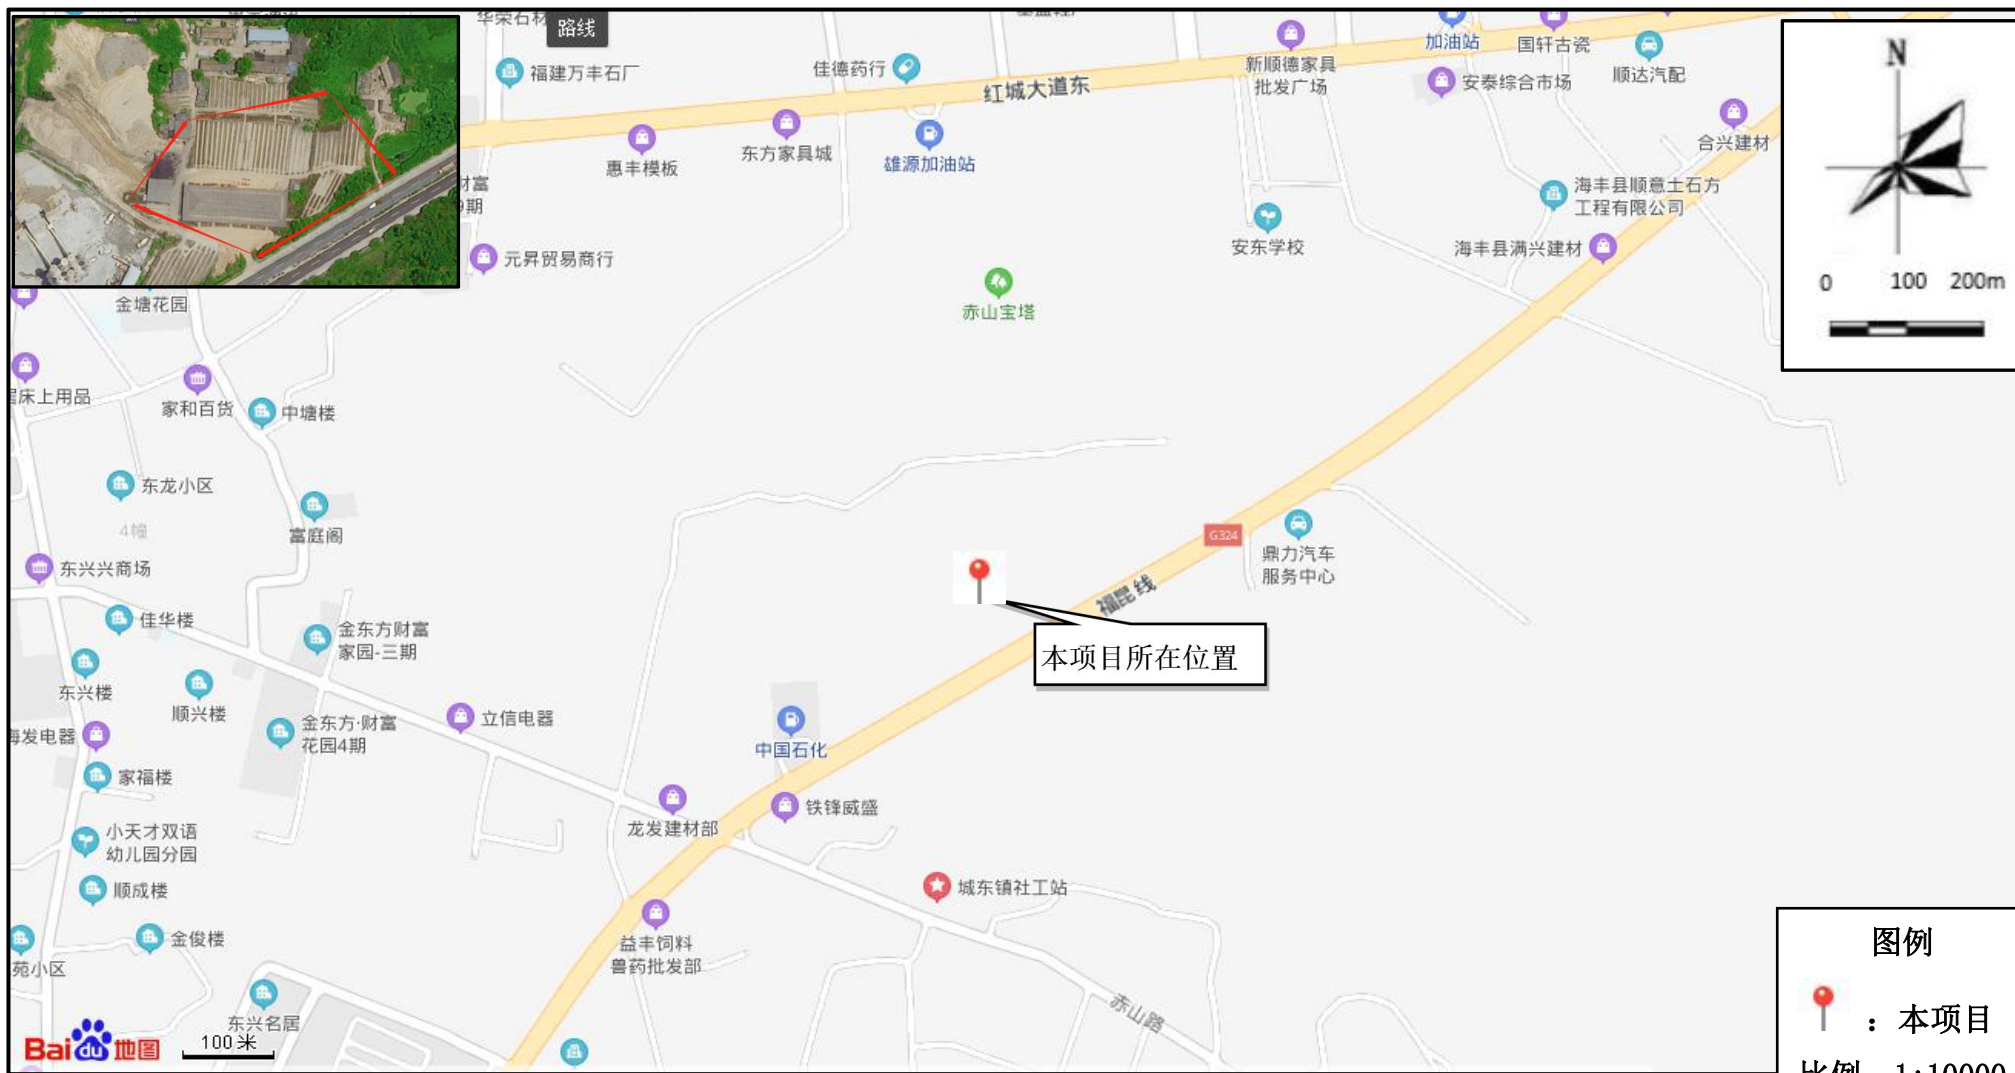 华荣石材
路线
福建万丰石厂
佳德药行
红城大道东
新顺德家具
批发广场
加油站
国轩古瓷
顺达汽配
安泰综合市场
合兴建材
惠丰模板
东方家具城
雄源加油站
海丰县顺意土石方
工程有限公司
财富
9期
元昇贸易商行
安东学校
海丰县满兴建材
N
0 100 200m
金塘花园
赤山宝塔
床上用品
家和百货
中塘楼
东龙小区
4幢
富庭阁
G324
鼎力汽车
服务中心
东兴兴商场
福昆线
佳华楼
金东方财富
家园-三期
本项目所在位置
东兴楼
顺兴楼
金东方·财富
花园4期
立信电器
海发电器
中国石化
家福楼
龙发建材部
铁锋威盛
小天才双语
幼儿园分园
顺成楼
城东镇社工站
金俊楼
益丰饲料
兽药批发部
苑小区
东兴名居
赤山路
Bai du 地图
100米
图例
：本项目
比例 1:10000